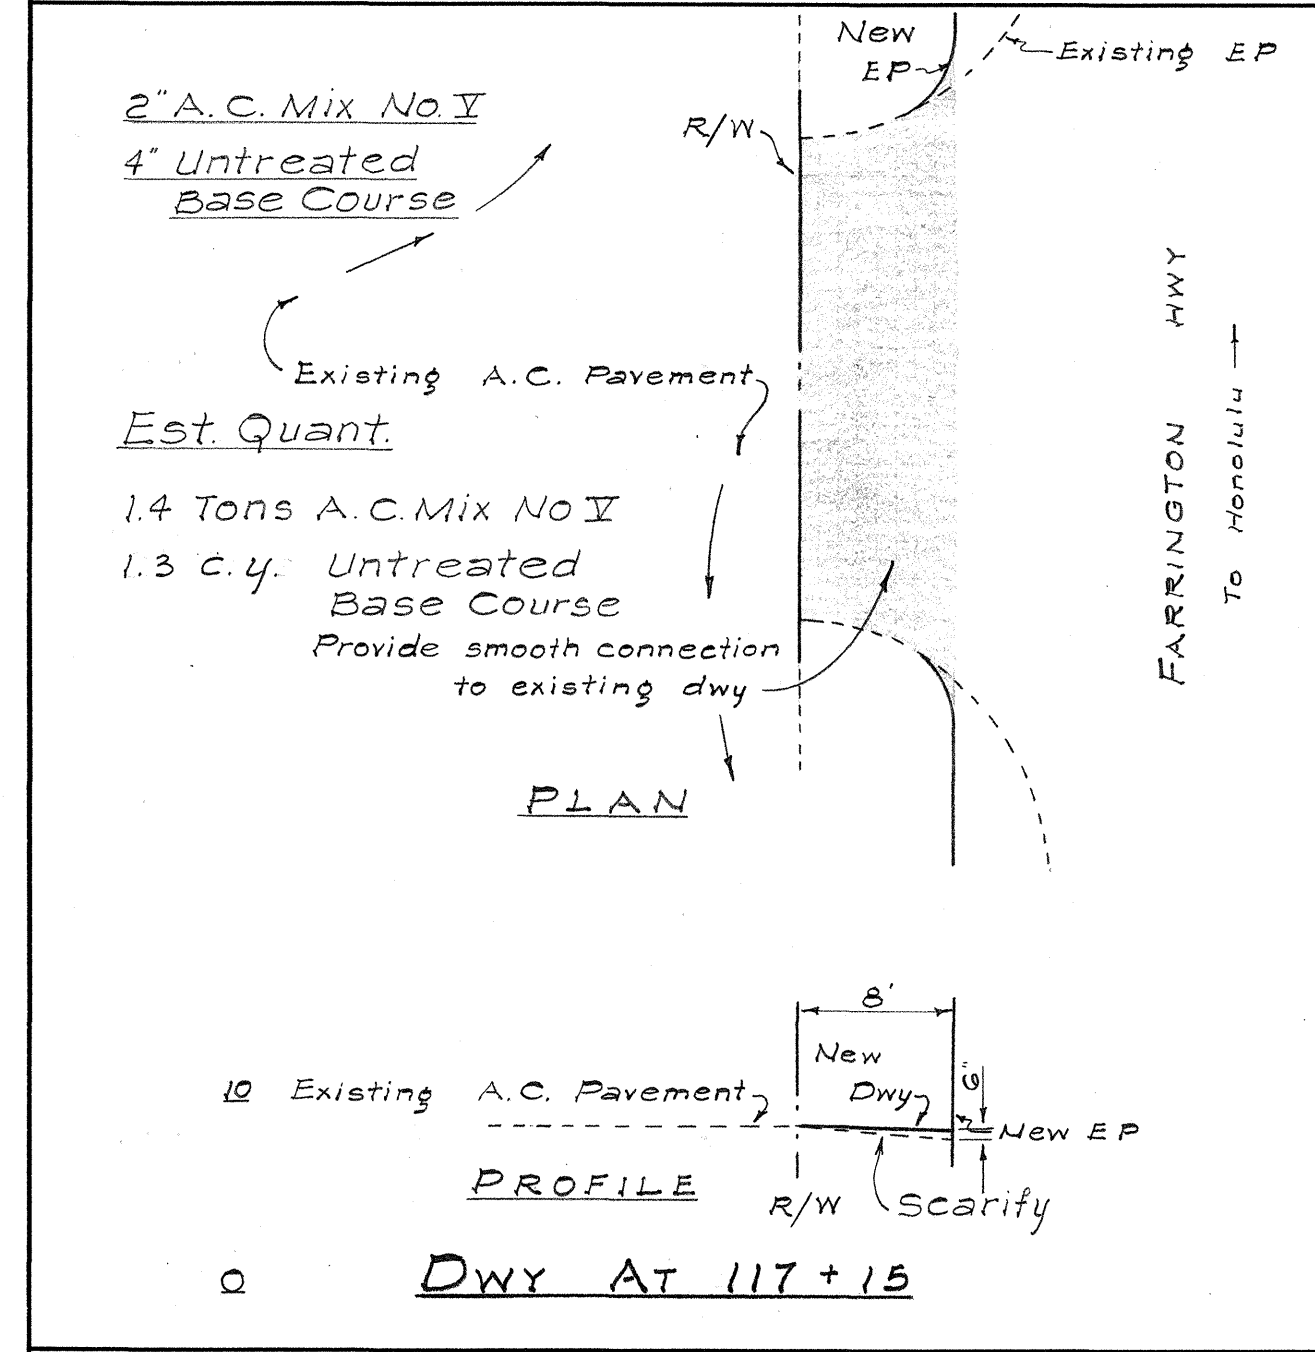 New
EP
Existing EP
2" A.C. Mix No. V
R/W
4" Untreated
Base Course
Existing A.C. Pavement
Est. Quant.
1.4 Tons A.C. Mix No V
1.3 c.y. Untreated
Base Course
Provide smooth connection
to existing dwy
FARRINGTON HWY
To Honolulu
PLAN
8'
New
Dwy
6"
10 Existing A.C. Pavement
New EP
PROFILE
R/W
Scarify
0
DWY AT 117 + 15